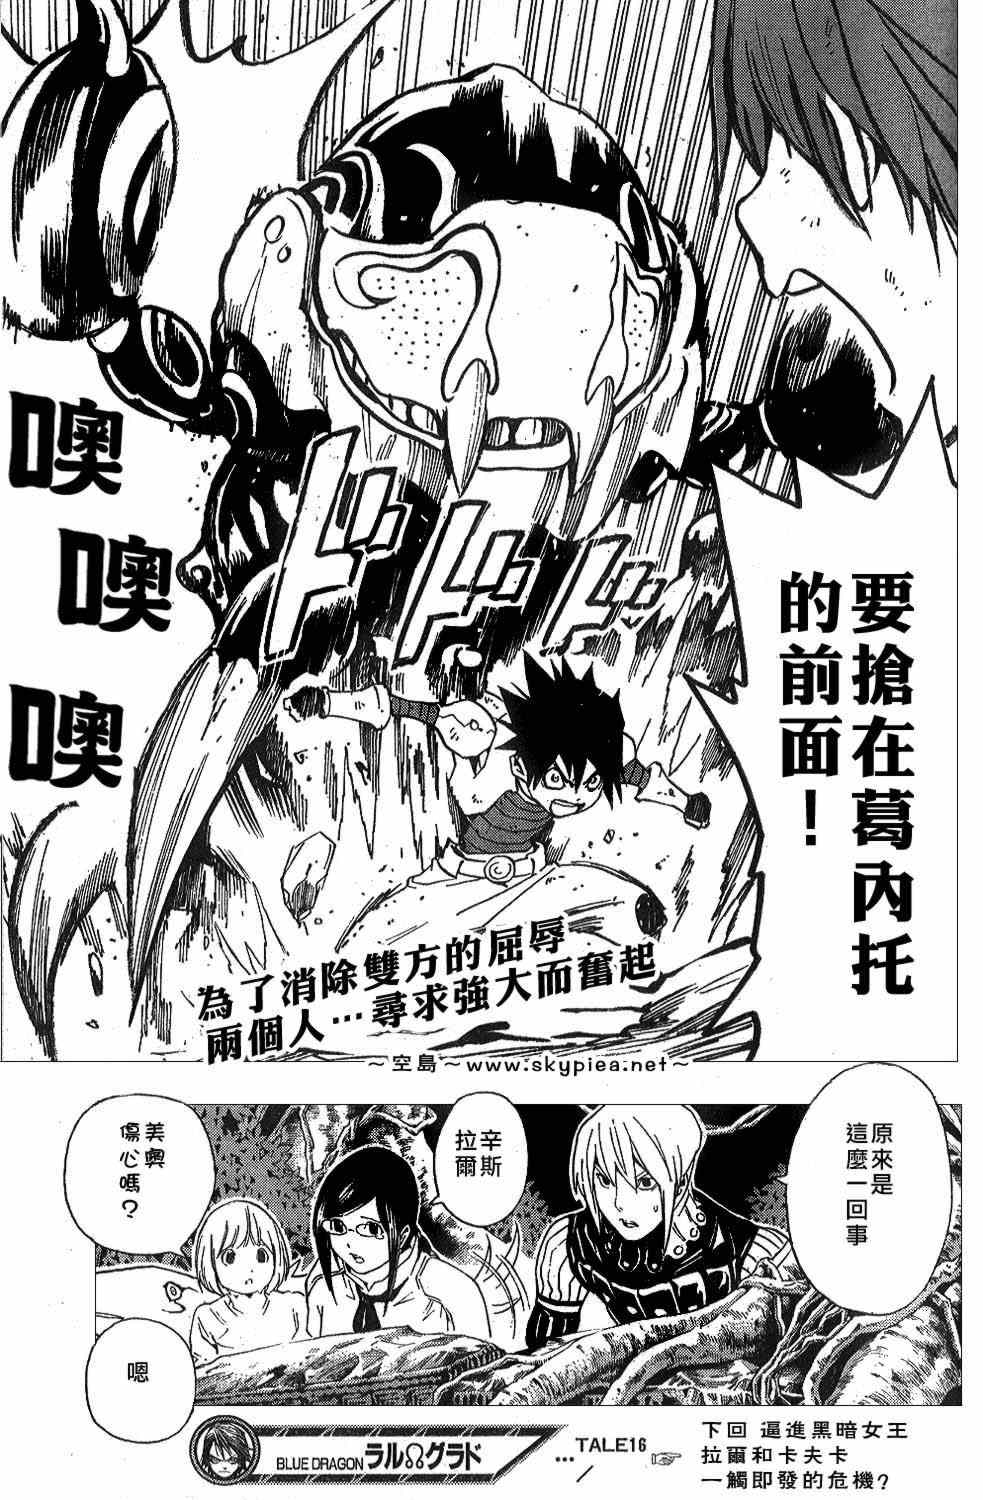 要搶在葛內托
的前面！
噢
噢
噢
ドドド
為了消除雙方的屈辱
兩個人…尋求強大而奮起
～空島～www.skypiea.net～
原來是
這麼一回事
辛斯
拉爾
美奧
傷心嗎？
嗯
BLUE DRAGON ラルΩグラド
TALE16
…／
☞
下回 逼進黑暗女王
拉爾和卡夫卡
一觸即發的危機？